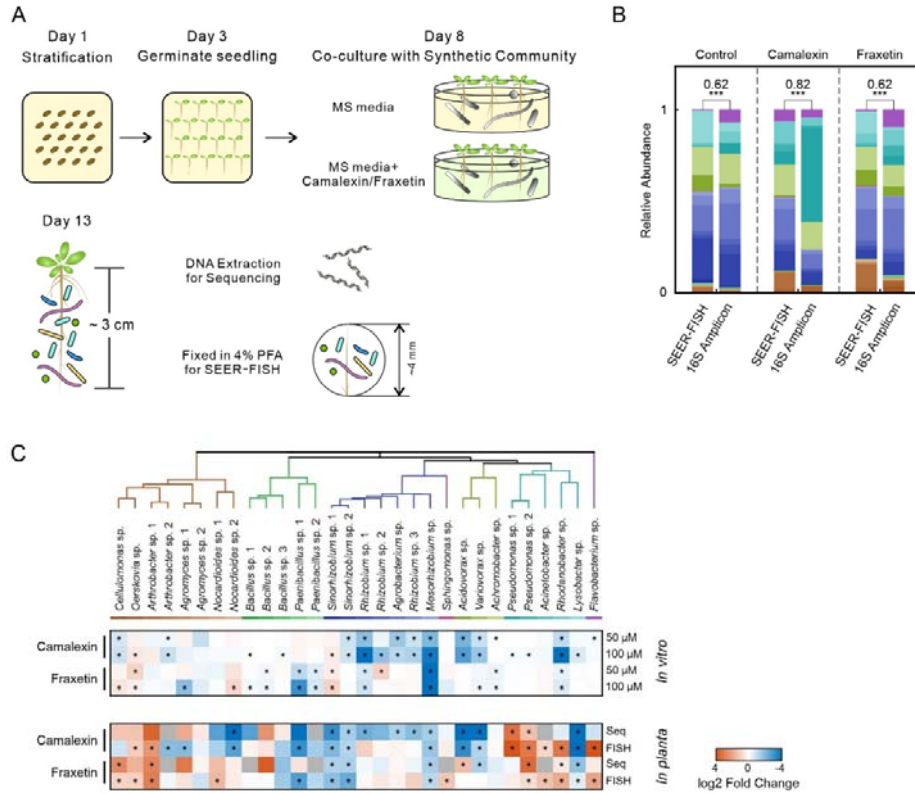 A
Day 1
Stratification
Day 3
Germinate seedling
Day 8
Co-culture with Synthetic Community
MS media
MS media+
Camalexin/Fraxetin
Day 13
~ 3 cm
DNA Extraction
for Sequencing
Fixed in 4% PFA
for SEER-FISH
~4 mm
B
Control
Camalexin
Fraxetin
0.62
***
0.82
***
0.62
***
Relative Abundance
1
0
SEER-FISH
16S Ampticon
SEER-FISH
16S Ampticon
SEER-FISH
16S Ampticon
C
Cellulomonas sp.
Oerskovia sp.
Arthrobacter sp. 1
Arthrobacter sp. 2
Agromyces sp. 1
Agromyces sp. 2
Nocardioides sp. 1
Nocardioides sp. 2
Bacillus sp. 1
Bacillus sp. 2
Bacillus sp. 3
Paenibacillus sp. 1
Paenibacillus sp. 2
Sinorhizobium sp. 1
Sinorhizobium sp. 2
Rhizobium sp. 1
Rhizobium sp. 2
Agrobacterium sp.
Rhizobium sp. 3
Mesorhizobium sp.
Sphingomonas sp.
Acidovorax sp.
Variovorax sp.
Achromobacter sp.
Pseudomonas sp. 1
Pseudomonas sp. 2
Acinetobacter sp.
Rhodanobacter sp.
Lysobacter sp.
Flavobacterium sp.
Camalexin
Fraxetin
50 μM
100 μM
50 μM
100 μM
In vitro
Camalexin
Fraxetin
Seq
FISH
Seq
FISH
In planta
4 0 -4
log2 Fold Change